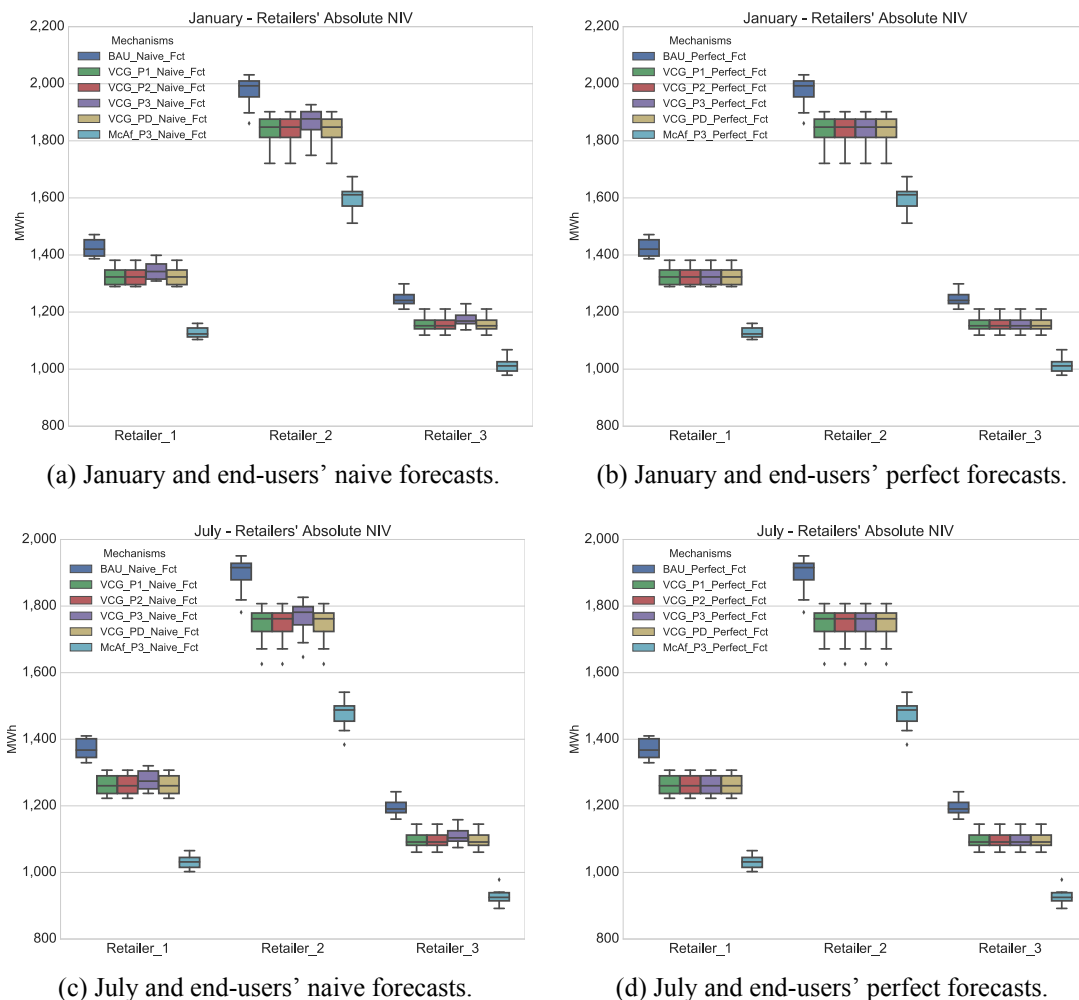 January - Retailers' Absolute NIV
2,200
2,000
1,800
1,600
1,400
1,200
1,000
800
MWh
Mechanisms
BAU_Naive_Fct
VCG_P1_Naive_Fct
VCG_P2_Naive_Fct
VCG_P3_Naive_Fct
VCG_PD_Naive_Fct
McAf_P3_Naive_Fct
Retailer_1 Retailer_2 Retailer_3
(a) January and end-users' naive forecasts.
January - Retailers' Absolute NIV
2,200
2,000
1,800
1,600
1,400
1,200
1,000
800
MWh
Mechanisms
BAU_Perfect_Fct
VCG_P1_Perfect_Fct
VCG_P2_Perfect_Fct
VCG_P3_Perfect_Fct
VCG_PD_Perfect_Fct
McAf_P3_Perfect_Fct
Retailer_1 Retailer_2 Retailer_3
(b) January and end-users' perfect forecasts.
July - Retailers' Absolute NIV
2,000
1,800
1,600
1,400
1,200
1,000
800
MWh
Mechanisms
BAU_Naive_Fct
VCG_P1_Naive_Fct
VCG_P2_Naive_Fct
VCG_P3_Naive_Fct
VCG_PD_Naive_Fct
McAf_P3_Naive_Fct
Retailer_1 Retailer_2 Retailer_3
(c) July and end-users' naive forecasts.
July - Retailers' Absolute NIV
2,000
1,800
1,600
1,400
1,200
1,000
800
MWh
Mechanisms
BAU_Perfect_Fct
VCG_P1_Perfect_Fct
VCG_P2_Perfect_Fct
VCG_P3_Perfect_Fct
VCG_PD_Perfect_Fct
McAf_P3_Perfect_Fct
Retailer_1 Retailer_2 Retailer_3
(d) July and end-users' perfect forecasts.